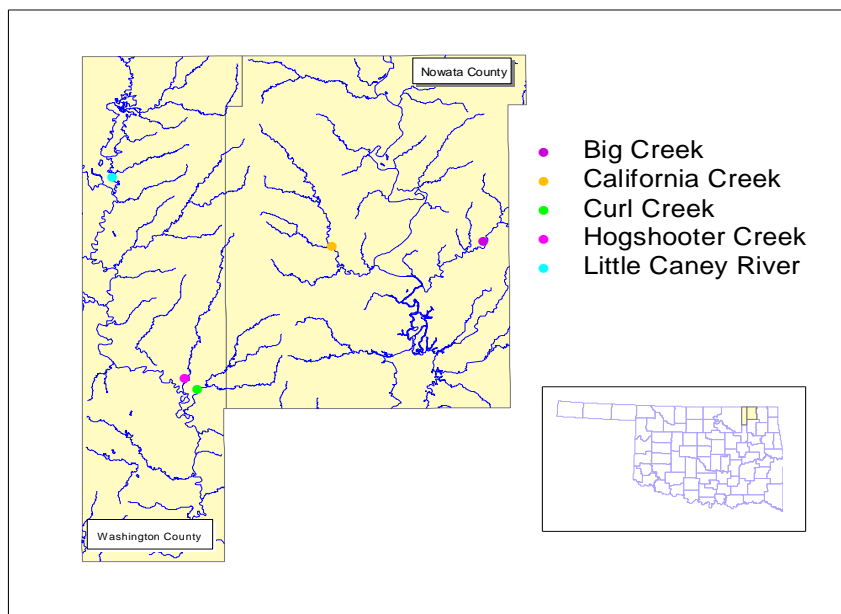 Nowata County
Big Creek
California Creek
Curl Creek
Hogshooter Creek
Little Caney River
Washington County